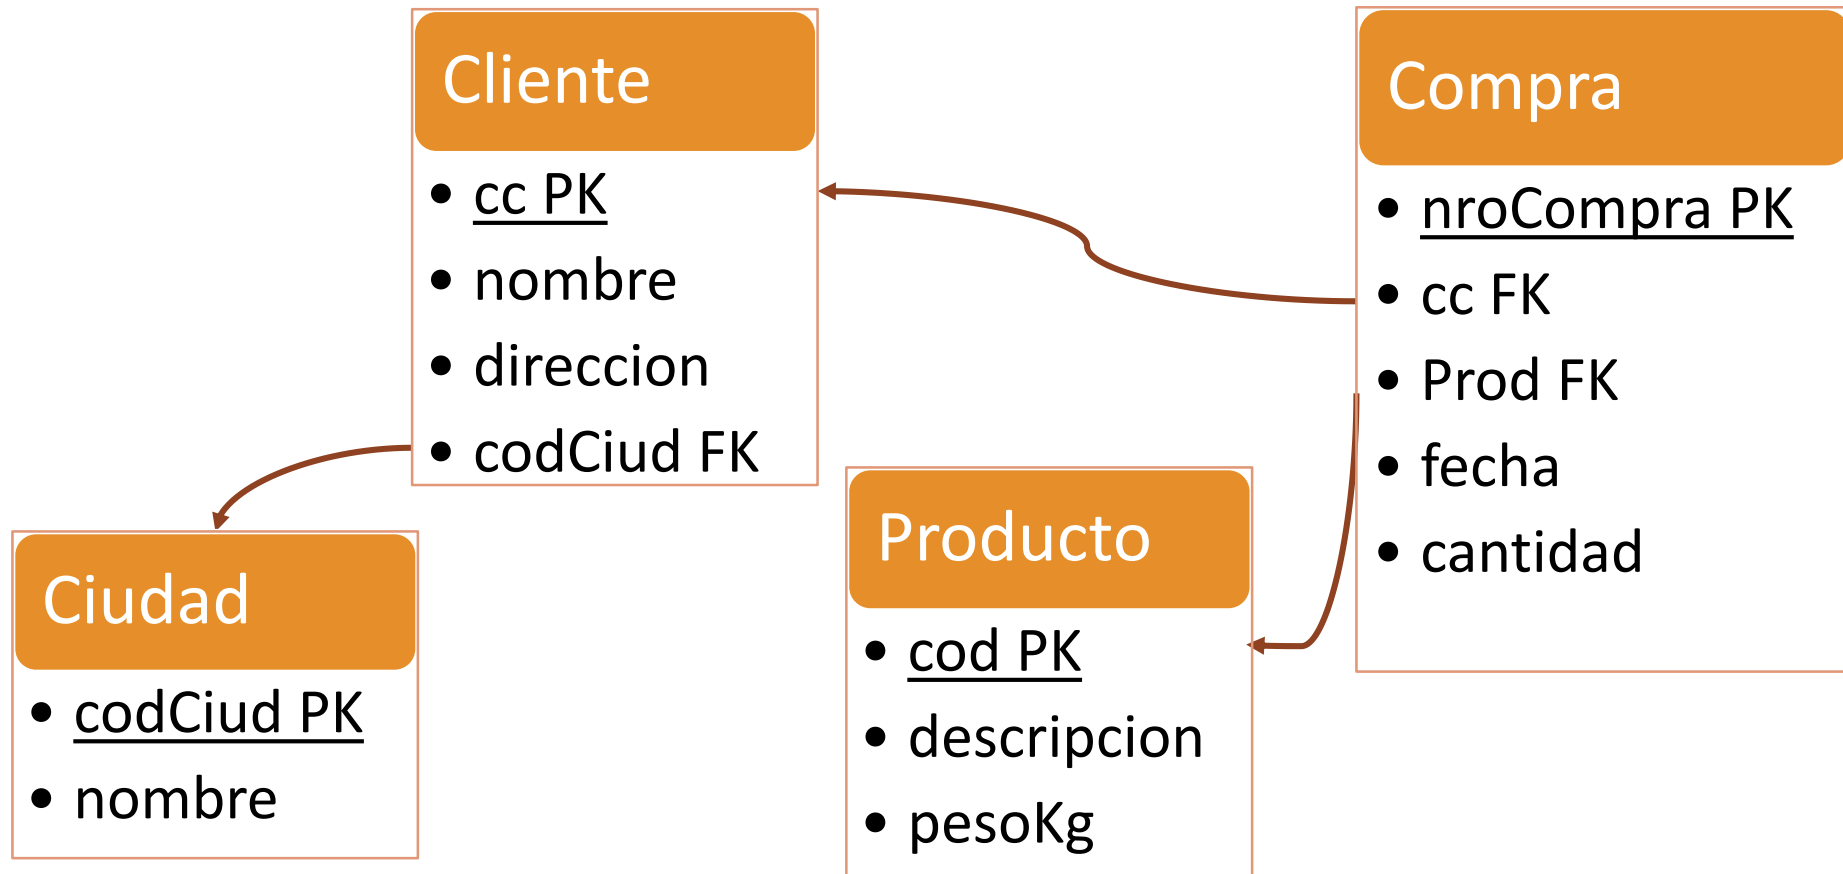 Cliente
• cc PK
• nombre
• direccion
• codCiud FK
Compra
• nroCompra PK
• cc FK
• Prod FK
• fecha
• cantidad
Ciudad
• codCiud PK
• nombre
Producto
• cod PK
• descripcion
• pesoKg